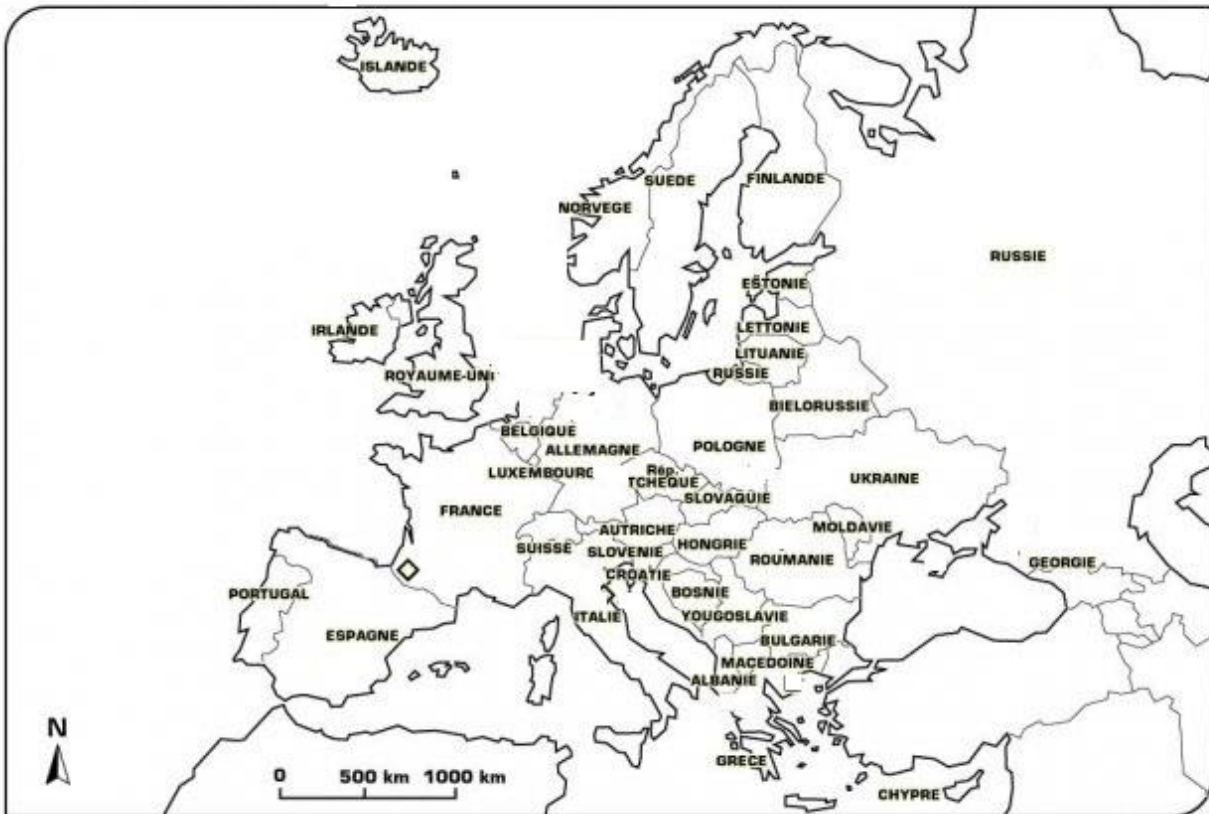 ISLANDE
SUEDE
FINLANDE
NORVEGE
RUSSIE
ESTONIE
IRLANDE
LETTONIE
LITUANIE
RUSSIE
ROYAUME-UNI
BIELORUSSIE
BELGIQUE
ALLEMAGNE
POLOGNE
LUXEMBOURG
Rép.
TCHEQUE
UKRAINE
SLOVAQUIE
FRANCE
AUTRICHE
MOLDAVIE
SUISSE
SLOVENIE
HONGRIE
ROUMANIE
GEORGIE
CROATIE
PORTUGAL
BOSNIE
ITALIE
YOUGOSLAVIE
ESPAGNE
BULGARIE
MACEDOINE
ALBANIE
N
GRECE
0 500 km 1000 km
CHYPRE